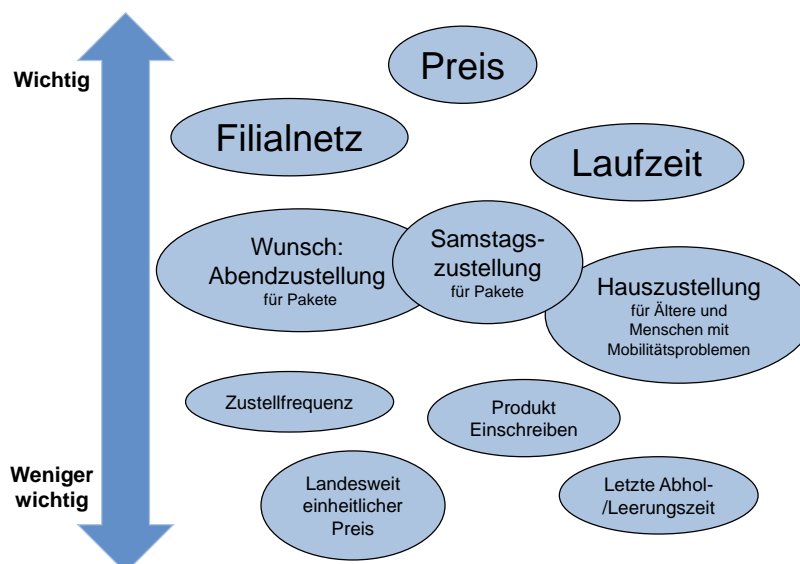 Wichtig
Preis
Filialnetz
Laufzeit
Wunsch:
Abendzustellung
für Pakete
Samstags-
zustellung
für Pakete
Hauszustellung
für Ältere und
Menschen mit
Mobilitätsproblemen
Zustellfrequenz
Produkt
Einschreiben
Weniger
wichtig
Landesweit
einheitlicher
Preis
Letzte Abhol-
/Leerungszeit